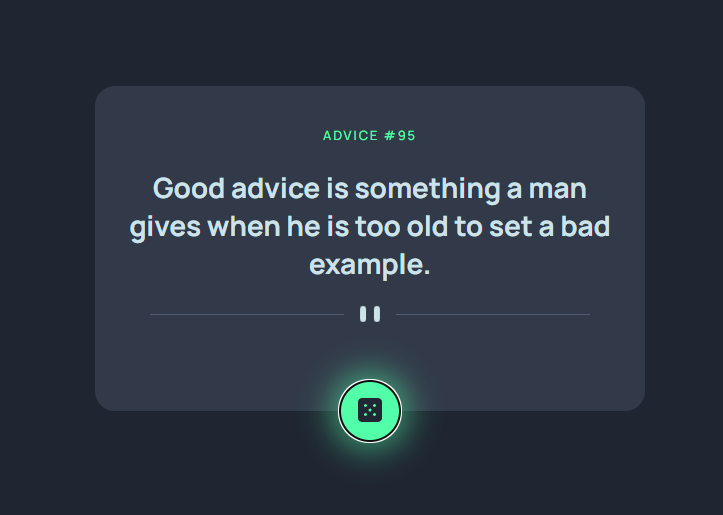 ADVICE #95
Good advice is something a man
gives when he is too old to set a bad
example.